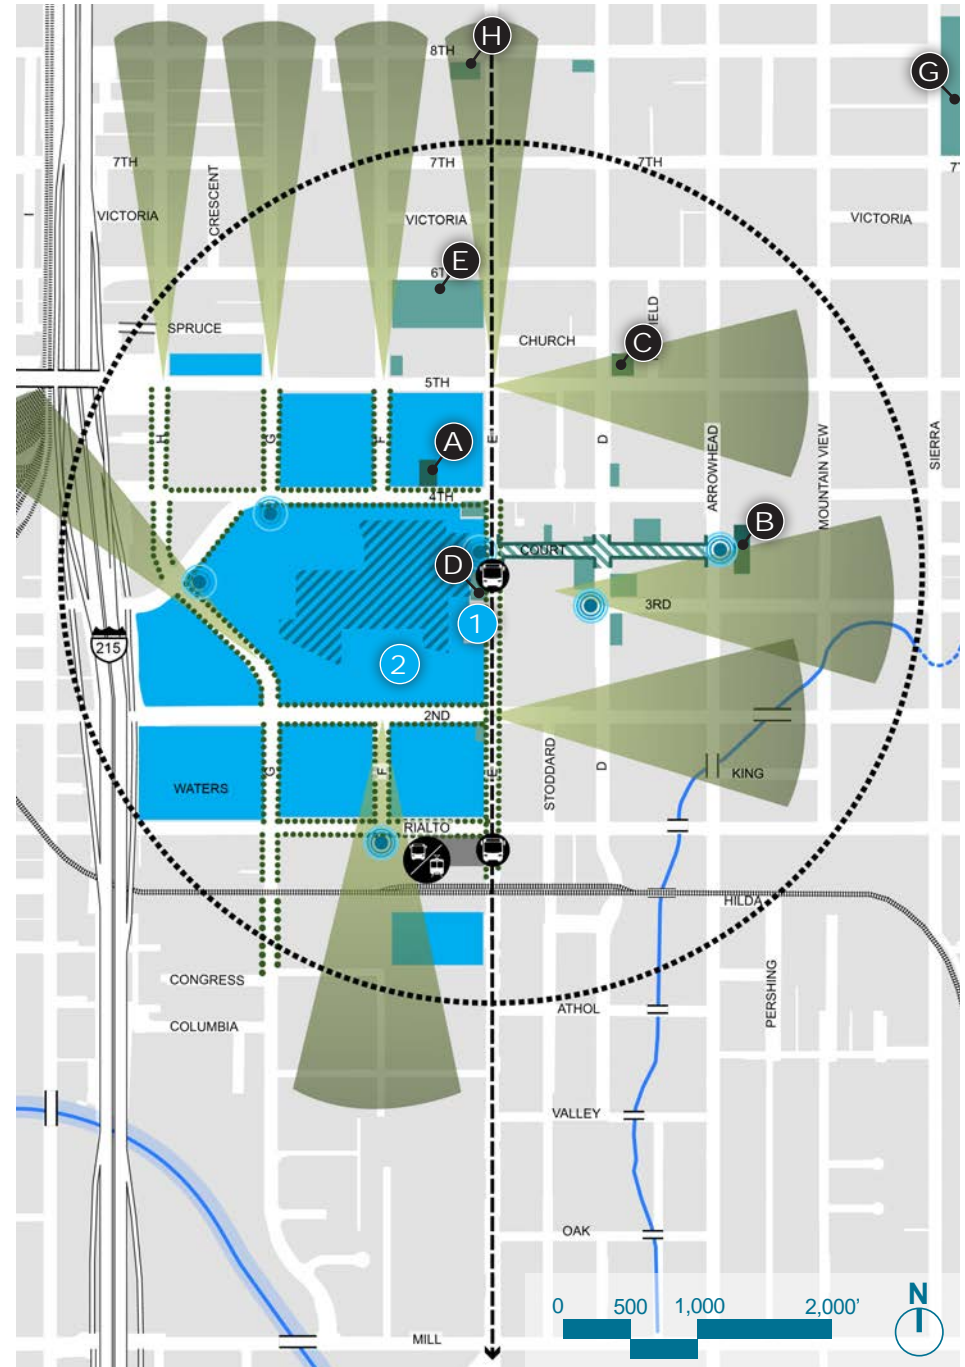 H
8TH
G
7TH
7TH
7TH
CRESCENT
I
VICTORIA
VICTORIA
VICTORIA
E
SPRUCE
CHURCH
C
5TH
H
G
F
E
D
ARROWHEAD
MOUNTAIN VIEW
SIERRA
A
4TH
B
COURT
D
3RD
1
215
2
2ND
G
F
E
STODDARD
D
KING
WATERS
RIALTO
HILDA
CONGRESS
PERSHING
ATHOL
COLUMBIA
VALLEY
OAK
0 500 1,000 2,000'
N
MILL